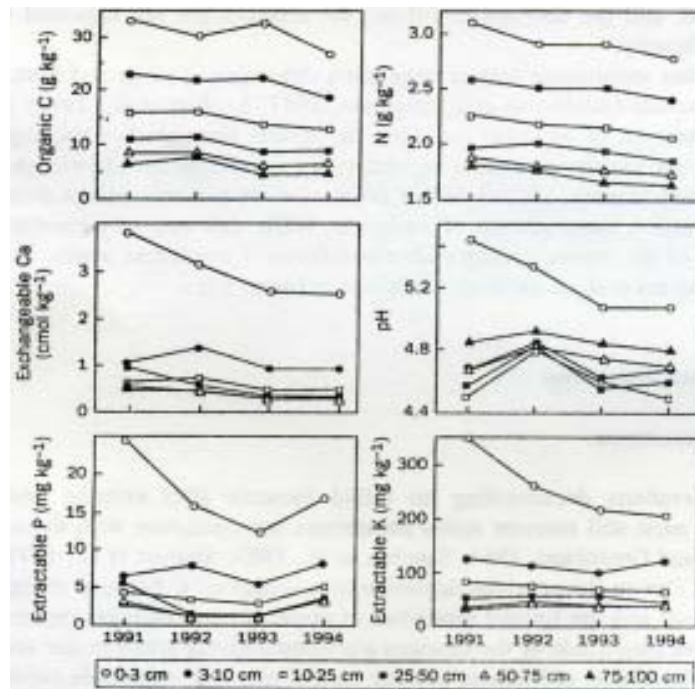 Organic C (g kg⁻¹)
30
20
10
0
N (g kg⁻¹)
3.0
2.5
2.0
1.5
Exchangeable Ca
(cmol kg⁻¹)
3
2
1
0
pH
5.2
4.8
4.4
Extractable P (mg kg⁻¹)
25
20
15
10
5
0
1991 1992 1993 1994
Extractable K (mg kg⁻¹)
300
200
100
0
1991 1992 1993 1994
0-3 cm 3-10 cm 10-25 cm 25-50 cm 50-75 cm 75-100 cm